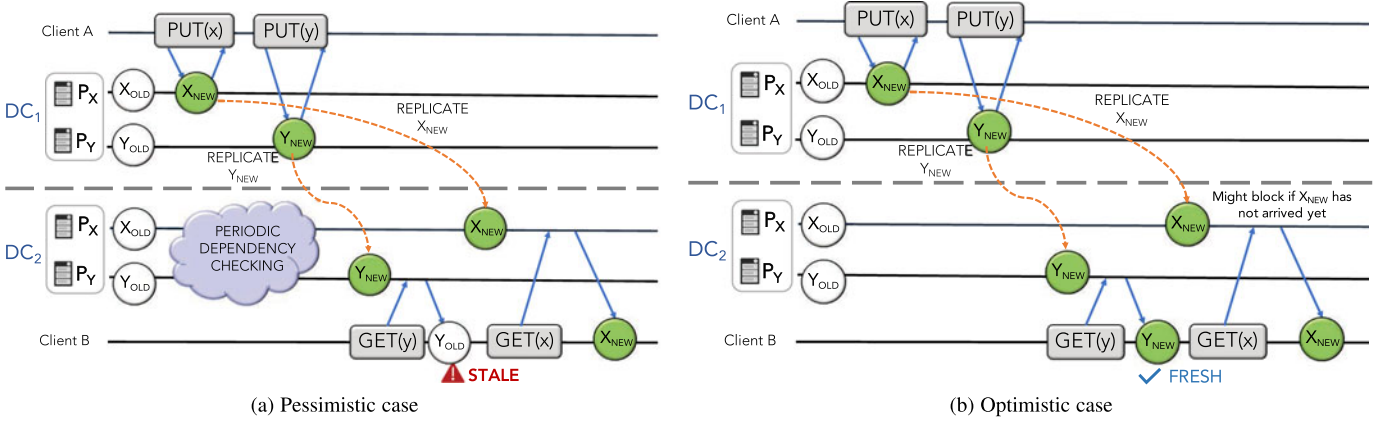 Client A
PUT(x)
PUT(y)
DC1
PX
XOLD
XNEW
REPLICATE
XNEW
PY
YOLD
YNEW
REPLICATE
YNEW
DC2
PX
XOLD
PERIODIC
DEPENDENCY
CHECKING
XNEW
PY
YOLD
YNEW
Client B
GET(y)
YOLD
GET(x)
XNEW
STALE
(a) Pessimistic case
Client A
PUT(x)
PUT(y)
DC1
PX
XOLD
XNEW
REPLICATE
XNEW
PY
YOLD
YNEW
REPLICATE
YNEW
Might block if XNEW has
not arrived yet
DC2
PX
XOLD
XNEW
PY
YOLD
YNEW
Client B
GET(y)
YNEW
GET(x)
XNEW
FRESH
(b) Optimistic case